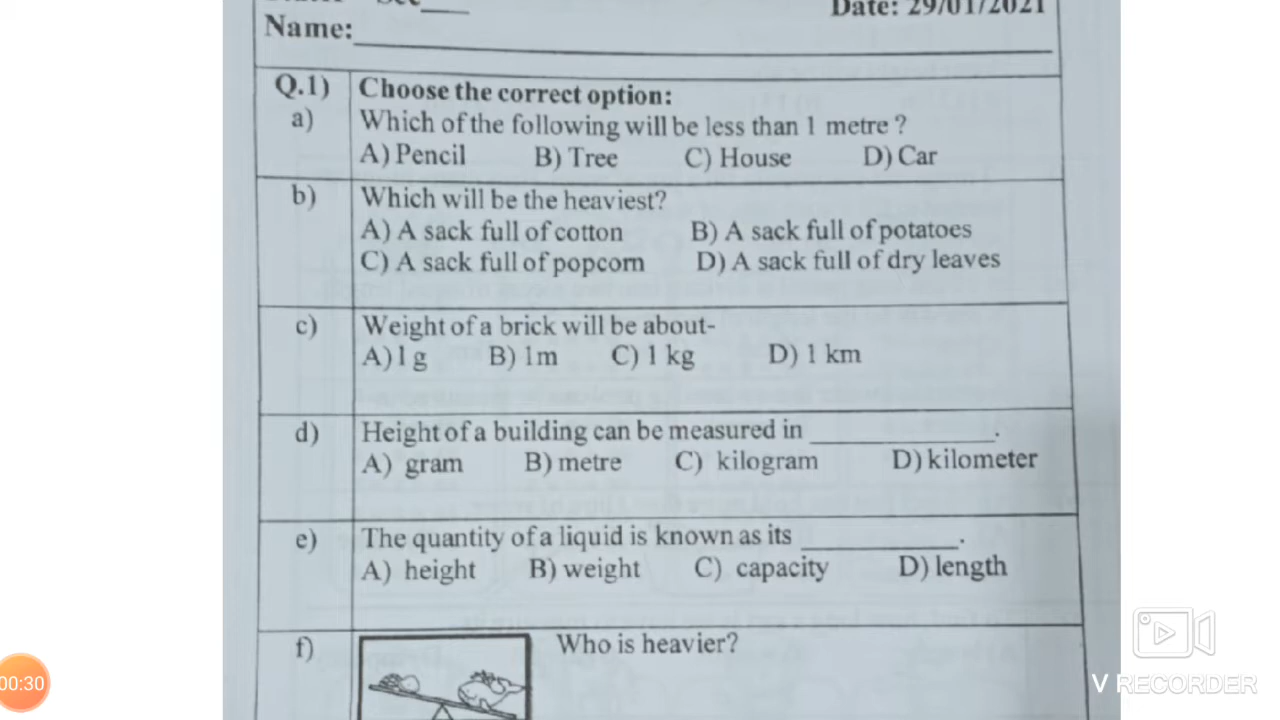 Date: 29/01/2021
Name:
Q.1) Choose the correct option:
a) Which of the following will be less than 1 metre ?
A) Pencil B) Tree C) House D) Car
b) Which will be the heaviest?
A) A sack full of cotton B) A sack full of potatoes
C) A sack full of popcorn D) A sack full of dry leaves
c) Weight of a brick will be about-
A) 1 g B) 1m C) 1 kg D) 1 km
d) Height of a building can be measured in ____________.
A) gram B) metre C) kilogram D) kilometer
e) The quantity of a liquid is known as its __________.
A) height B) weight C) capacity D) length
f) Who is heavier?
00:30
V RECORDER